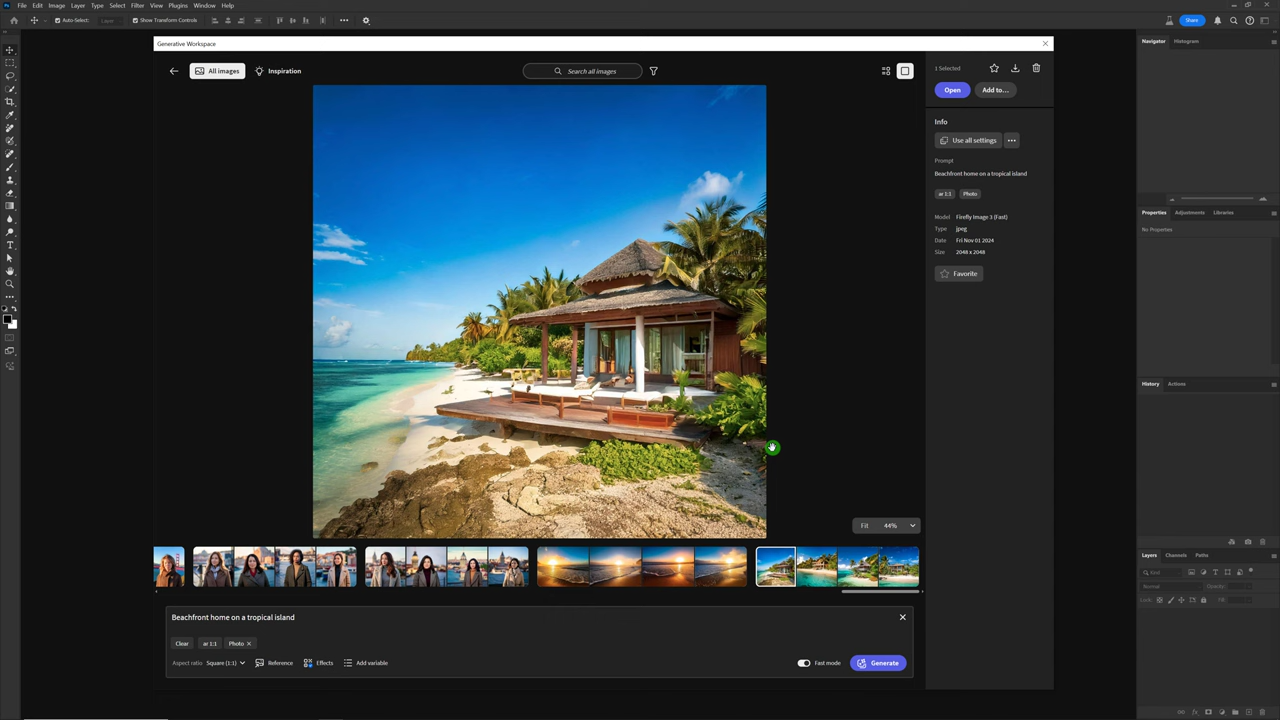 Ps File Edit Image Layer Type Select Filter View Plugins Window Help
Auto-Select: Layer Show Transform Controls
Share
Generative Workspace
All images Inspiration
Search all images
1 Selected
Open Add to...
Info
Use all settings
Prompt
Beachfront home on a tropical island
ar 1:1 Photo
Model Firefly Image 3 (Fast)
Type jpeg
Date Fri Nov 01 2024
Size 2048 x 2048
Favorite
Fit 44%
Beachfront home on a tropical island
Clear ar 1:1 Photo
Aspect ratio Square (1:1) Reference Effects Add variable
Fast mode Generate
Navigator Histogram
Properties Adjustments Libraries
No Properties
History Actions
Layers Channels Paths
Kind
Normal Opacity:
Lock: Fill: